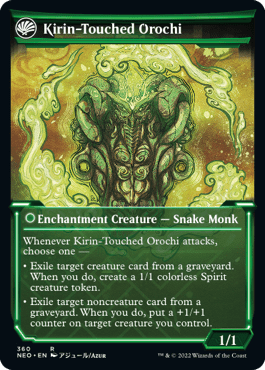 Kirin-Touched Orochi
Enchantment Creature — Snake Monk
Whenever Kirin-Touched Orochi attacks,
choose one —
• Exile target creature card from a graveyard.
When you do, create a 1/1 colorless Spirit
creature token.
• Exile target noncreature card from a
graveyard. When you do, put a +1/+1
counter on target creature you control.
1/1
360 R
NEO • EN アジュール/AZUR
™ & © 2022 Wizards of the Coast